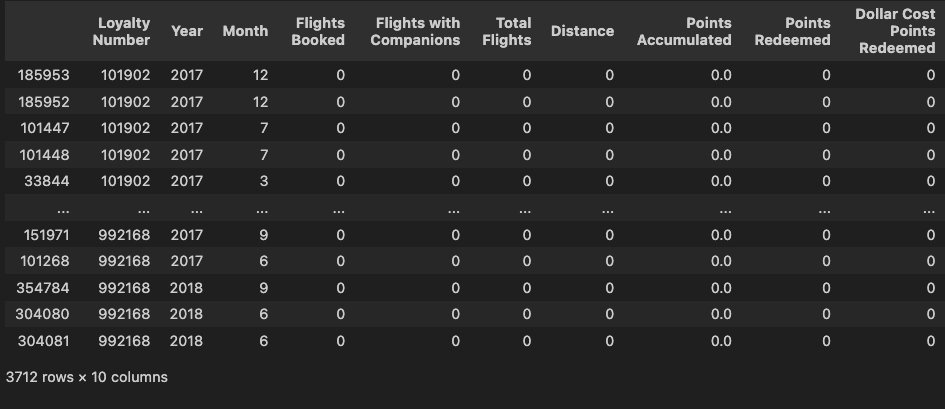 Loyalty Number Year Month Flights Booked Flights with Companions Total Flights Distance Points Accumulated Points Redeemed Dollar Cost Points Redeemed
185953 101902 2017 12 0 0 0 0 0.0 0 0
185952 101902 2017 12 0 0 0 0 0.0 0 0
101447 101902 2017 7 0 0 0 0 0.0 0 0
101448 101902 2017 7 0 0 0 0 0.0 0 0
33844 101902 2017 3 0 0 0 0 0.0 0 0
... ... ... ... ... ... ... ... ... ... ...
151971 992168 2017 9 0 0 0 0 0.0 0 0
101268 992168 2017 6 0 0 0 0 0.0 0 0
354784 992168 2018 9 0 0 0 0 0.0 0 0
304080 992168 2018 6 0 0 0 0 0.0 0 0
304081 992168 2018 6 0 0 0 0 0.0 0 0
3712 rows × 10 columns